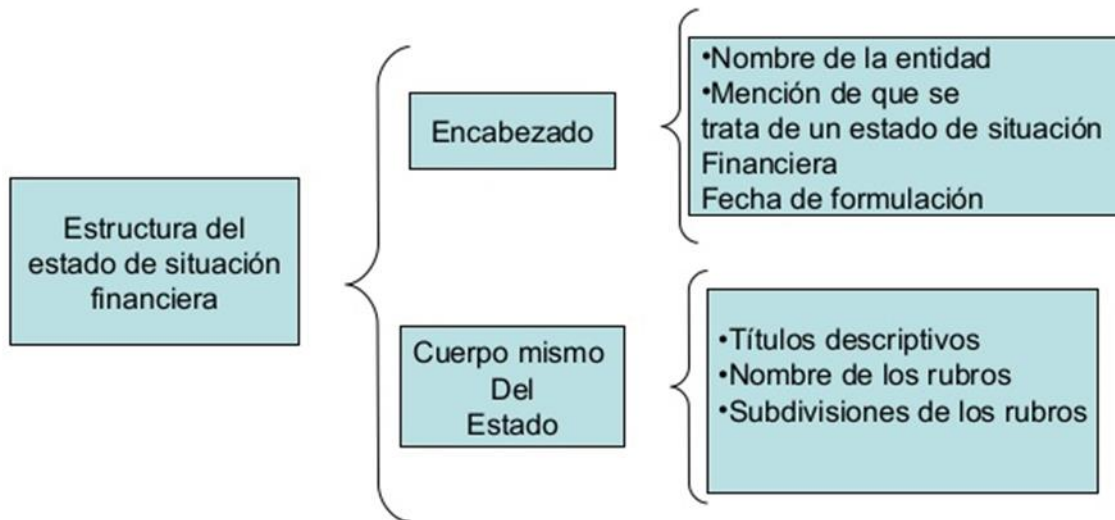 Estructura del
estado de situación
financiera
Encabezado
•Nombre de la entidad
•Mención de que se
trata de un estado de situación
Financiera
Fecha de formulación
Cuerpo mismo
Del
Estado
•Títulos descriptivos
•Nombre de los rubros
•Subdivisiones de los rubros